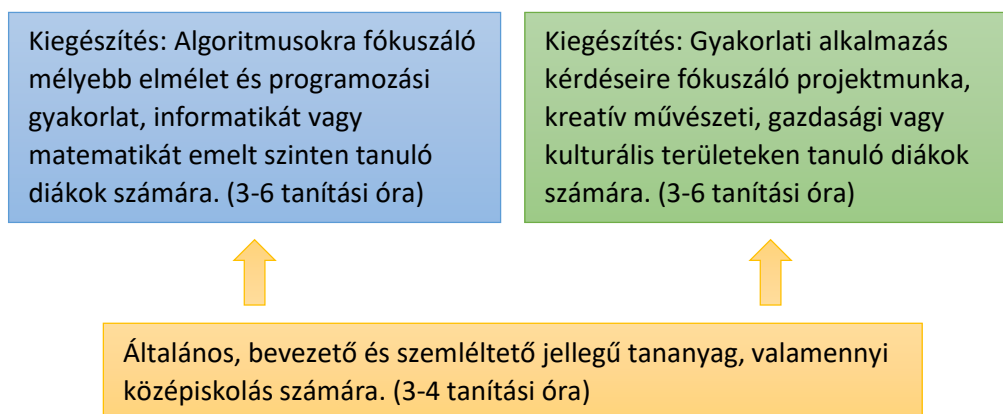 Kiegészítés: Algoritmusokra fókuszáló
mélyebb elmélet és programozási
gyakorlat, informatikát vagy
matematikát emelt szinten tanuló
diákok számára. (3-6 tanítási óra)
Kiegészítés: Gyakorlati alkalmazás
kérdéseire fókuszáló projektmunka,
kreatív művészeti, gazdasági vagy
kulturális területeken tanuló diákok
számára. (3-6 tanítási óra)
Általános, bevezető és szemléltető jellegű tananyag, valamennyi
középiskolás számára. (3-4 tanítási óra)